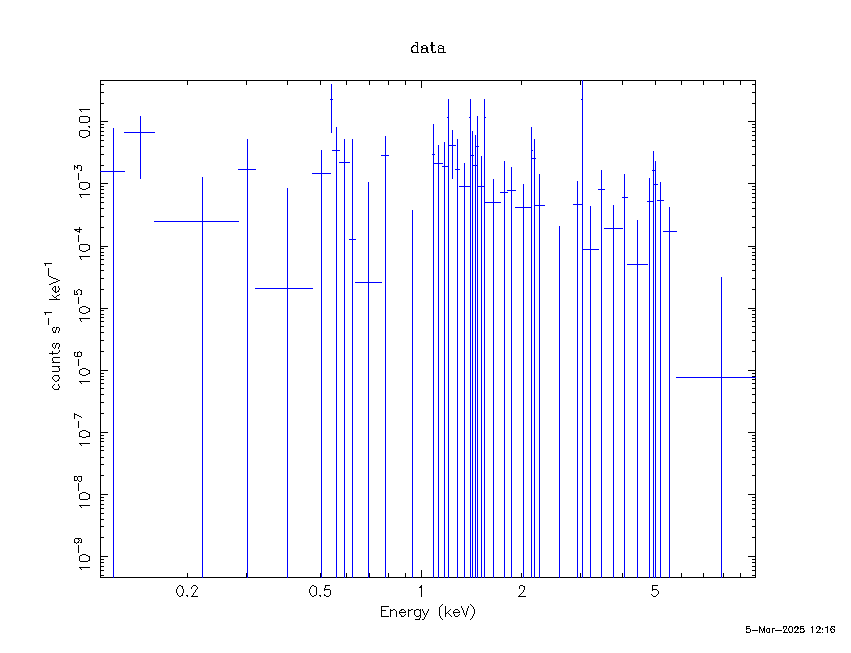 data
0.01
10⁻³
10⁻⁴
10⁻⁵
10⁻⁶
10⁻⁷
10⁻⁸
10⁻⁹
counts s⁻¹ keV⁻¹
0.2 0.5 1 2 5
Energy (keV)
5-Mar-2025 12:16